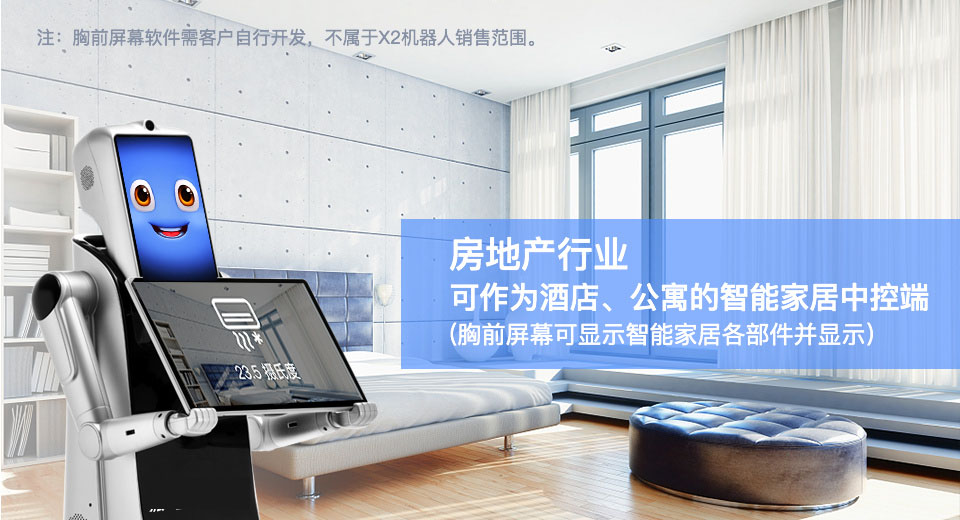 注：胸前屏幕软件需客户自行开发，不属于X2机器人销售范围。
房地产行业
可作为酒店、公寓的智能家居中控端
(胸前屏幕可显示智能家居各部件并显示）
23.5 摄氏度